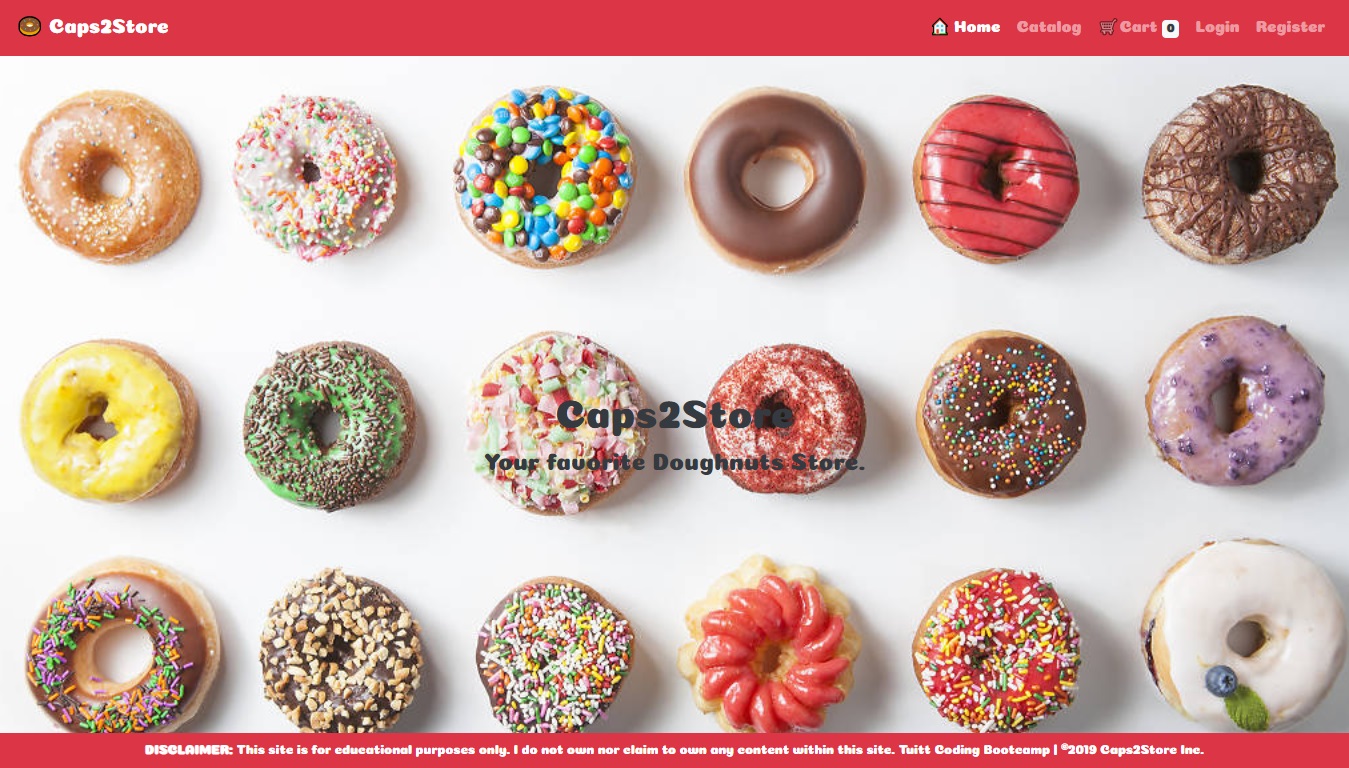 Caps2Store
Home Catalog Cart 0 Login Register
Caps2Store
Your favorite Doughnuts Store.
DISCLAIMER: This site is for educational purposes only. I do not own nor claim to own any content within this site. Tuitt Coding Bootcamp | ©2019 Caps2Store Inc.